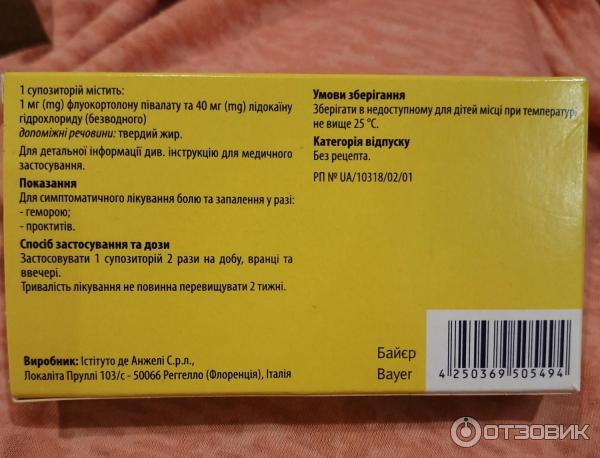 1 супозиторій містить:
1 мг (mg) флуокортолону півалату та 40 мг (mg) лідокаїну
гідрохлориду (безводного)
допоміжні речовини: твердий жир.
Для детальної інформації див. інструкцію для медичного
застосування.
Показання
Для симптоматичного лікування болю та запалення у разі:
- геморою;
- проктитів.
Спосіб застосування та дози
Застосовувати 1 супозиторій 2 рази на добу, вранці та
ввечері.
Тривалість лікування не повинна перевищувати 2 тижні.
Виробник: Істітуто де Анжелі С.р.л.,
Локаліта Пруллі 103/с - 50066 Реггелло (Флоренція), Італія
Умови зберігання
Зберігати в недоступному для дітей місці при температурі
не вище 25 °C.
Категорія відпуску
Без рецепта.
РП № UA/10318/02/01
Байєр
Bayer
4 250369 505494
ОТЗОВИК